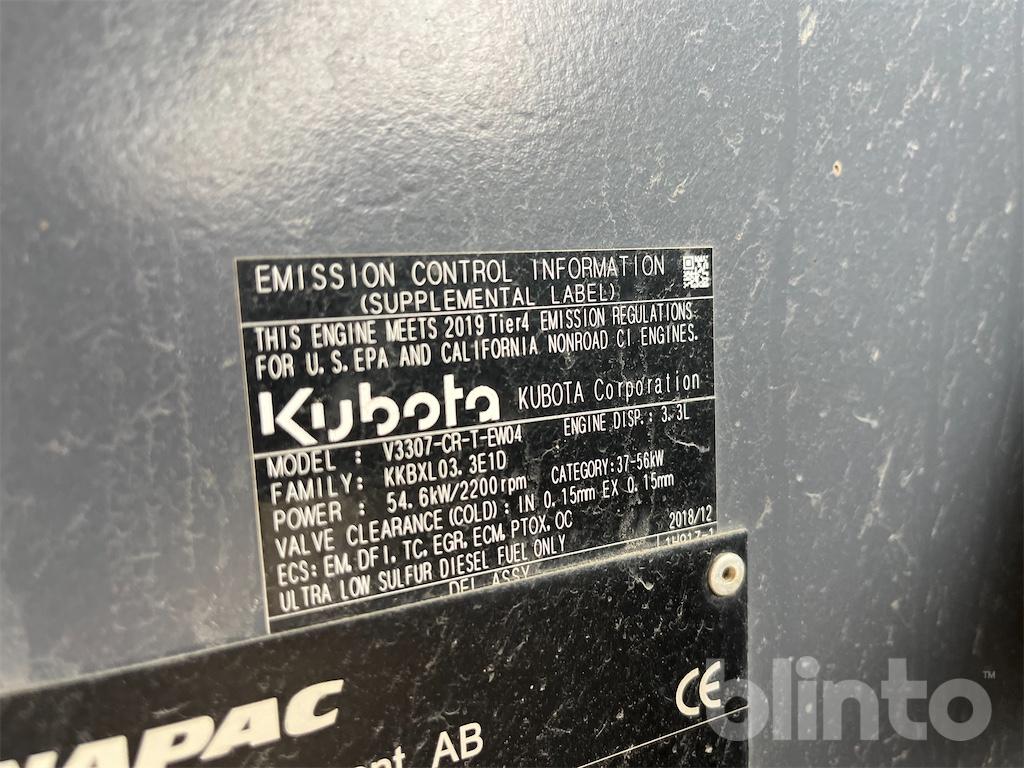 EMISSION CONTROL INFORMATION
(SUPPLEMENTAL LABEL)
THIS ENGINE MEETS 2019 Tier4 EMISSION REGULATIONS
FOR U.S. EPA AND CALIFORNIA NONROAD CI ENGINES.
Kubota KUBOTA Corporation
MODEL : V3307-CR-T-EW04 ENGINE DISP.: 3.3L
FAMILY: KKBXL03.3E1D
POWER : 54.6kW/2200rpm CATEGORY:37-56kW
VALVE CLEARANCE(COLD): IN 0.15mm EX 0.15mm
ECS: EM, DFI, TC, EGR, ECM, PTOX, OC 2018/12
ULTRA LOW SULFUR DIESEL FUEL ONLY
CE
AB
blinto™